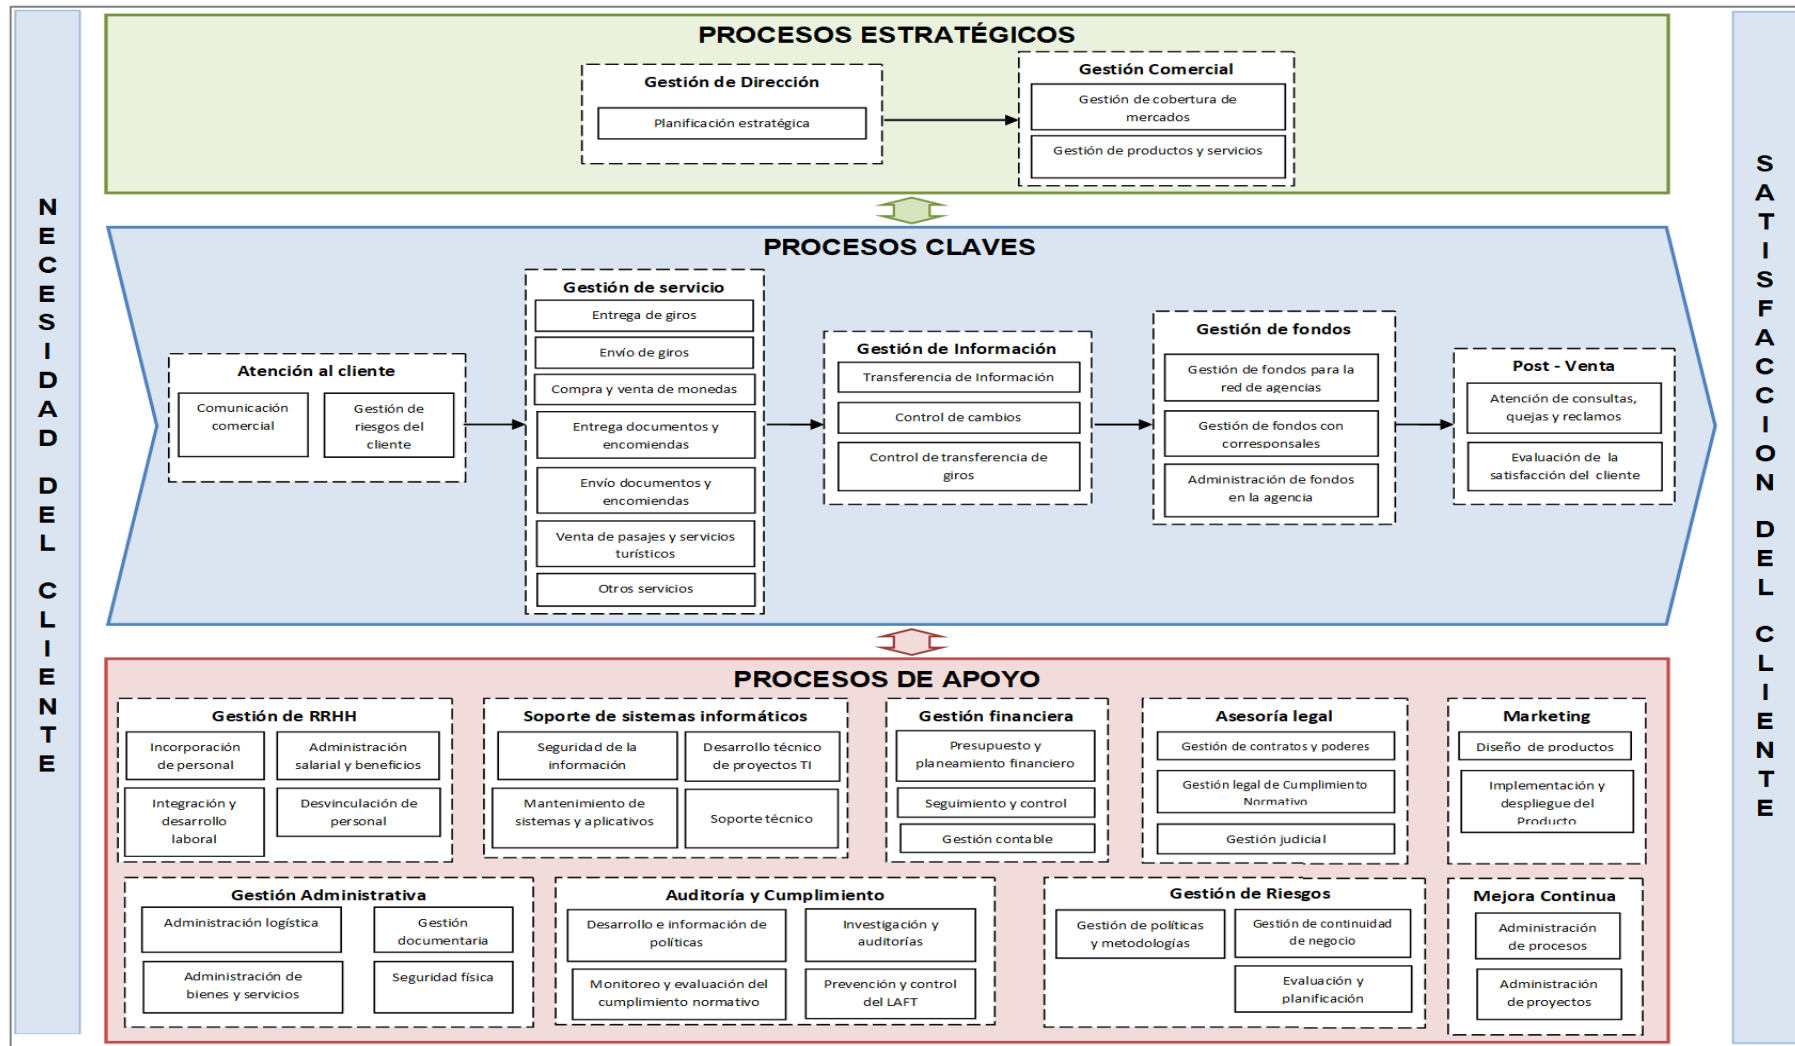 NECESIDAD DEL CLIENTE
PROCESOS ESTRATÉGICOS
Gestión de Dirección
Planificación estratégica
Gestión Comercial
Gestión de cobertura de
mercados
Gestión de productos y servicios
PROCESOS CLAVES
Atención al cliente
Comunicación
comercial
Gestión de
riesgos del
cliente
Gestión de servicio
Entrega de giros
Envío de giros
Compra y venta de monedas
Entrega documentos y
encomiendas
Envío documentos y
encomiendas
Venta de pasajes y servicios
turísticos
Otros servicios
Gestión de Información
Transferencia de Información
Control de cambios
Control de transferencia de
giros
Gestión de fondos
Gestión de fondos para la
red de agencias
Gestión de fondos con
corresponsales
Administración de fondos
en la agencia
Post - Venta
Atención de consultas,
quejas y reclamos
Evaluación de la
satisfacción del cliente
PROCESOS DE APOYO
Gestión de RRHH
Incorporación
de personal
Administración
salarial y beneficios
Integración y
desarrollo
laboral
Desvinculación de
personal
Soporte de sistemas informáticos
Seguridad de la
información
Desarrollo técnico
de proyectos TI
Mantenimiento de
sistemas y aplicativos
Soporte técnico
Gestión financiera
Presupuesto y
planeamiento financiero
Seguimiento y control
Gestión contable
Asesoría legal
Gestión de contratos y poderes
Gestión legal de Cumplimiento
Normativo
Gestión judicial
Marketing
Diseño de productos
Implementación y
despliegue del
Producto
Gestión Administrativa
Administración logística
Gestión
documentaria
Administración de
bienes y servicios
Seguridad física
Auditoría y Cumplimiento
Desarrollo e información de
políticas
Investigación y
auditorías
Monitoreo y evaluación del
cumplimiento normativo
Prevención y control
del LAFT
Gestión de Riesgos
Gestión de políticas
y metodologías
Gestión de continuidad
de negocio
Evaluación y
planificación
Mejora Continua
Administración
de procesos
Administración
de proyectos
SATISFACCION DEL CLIENTE